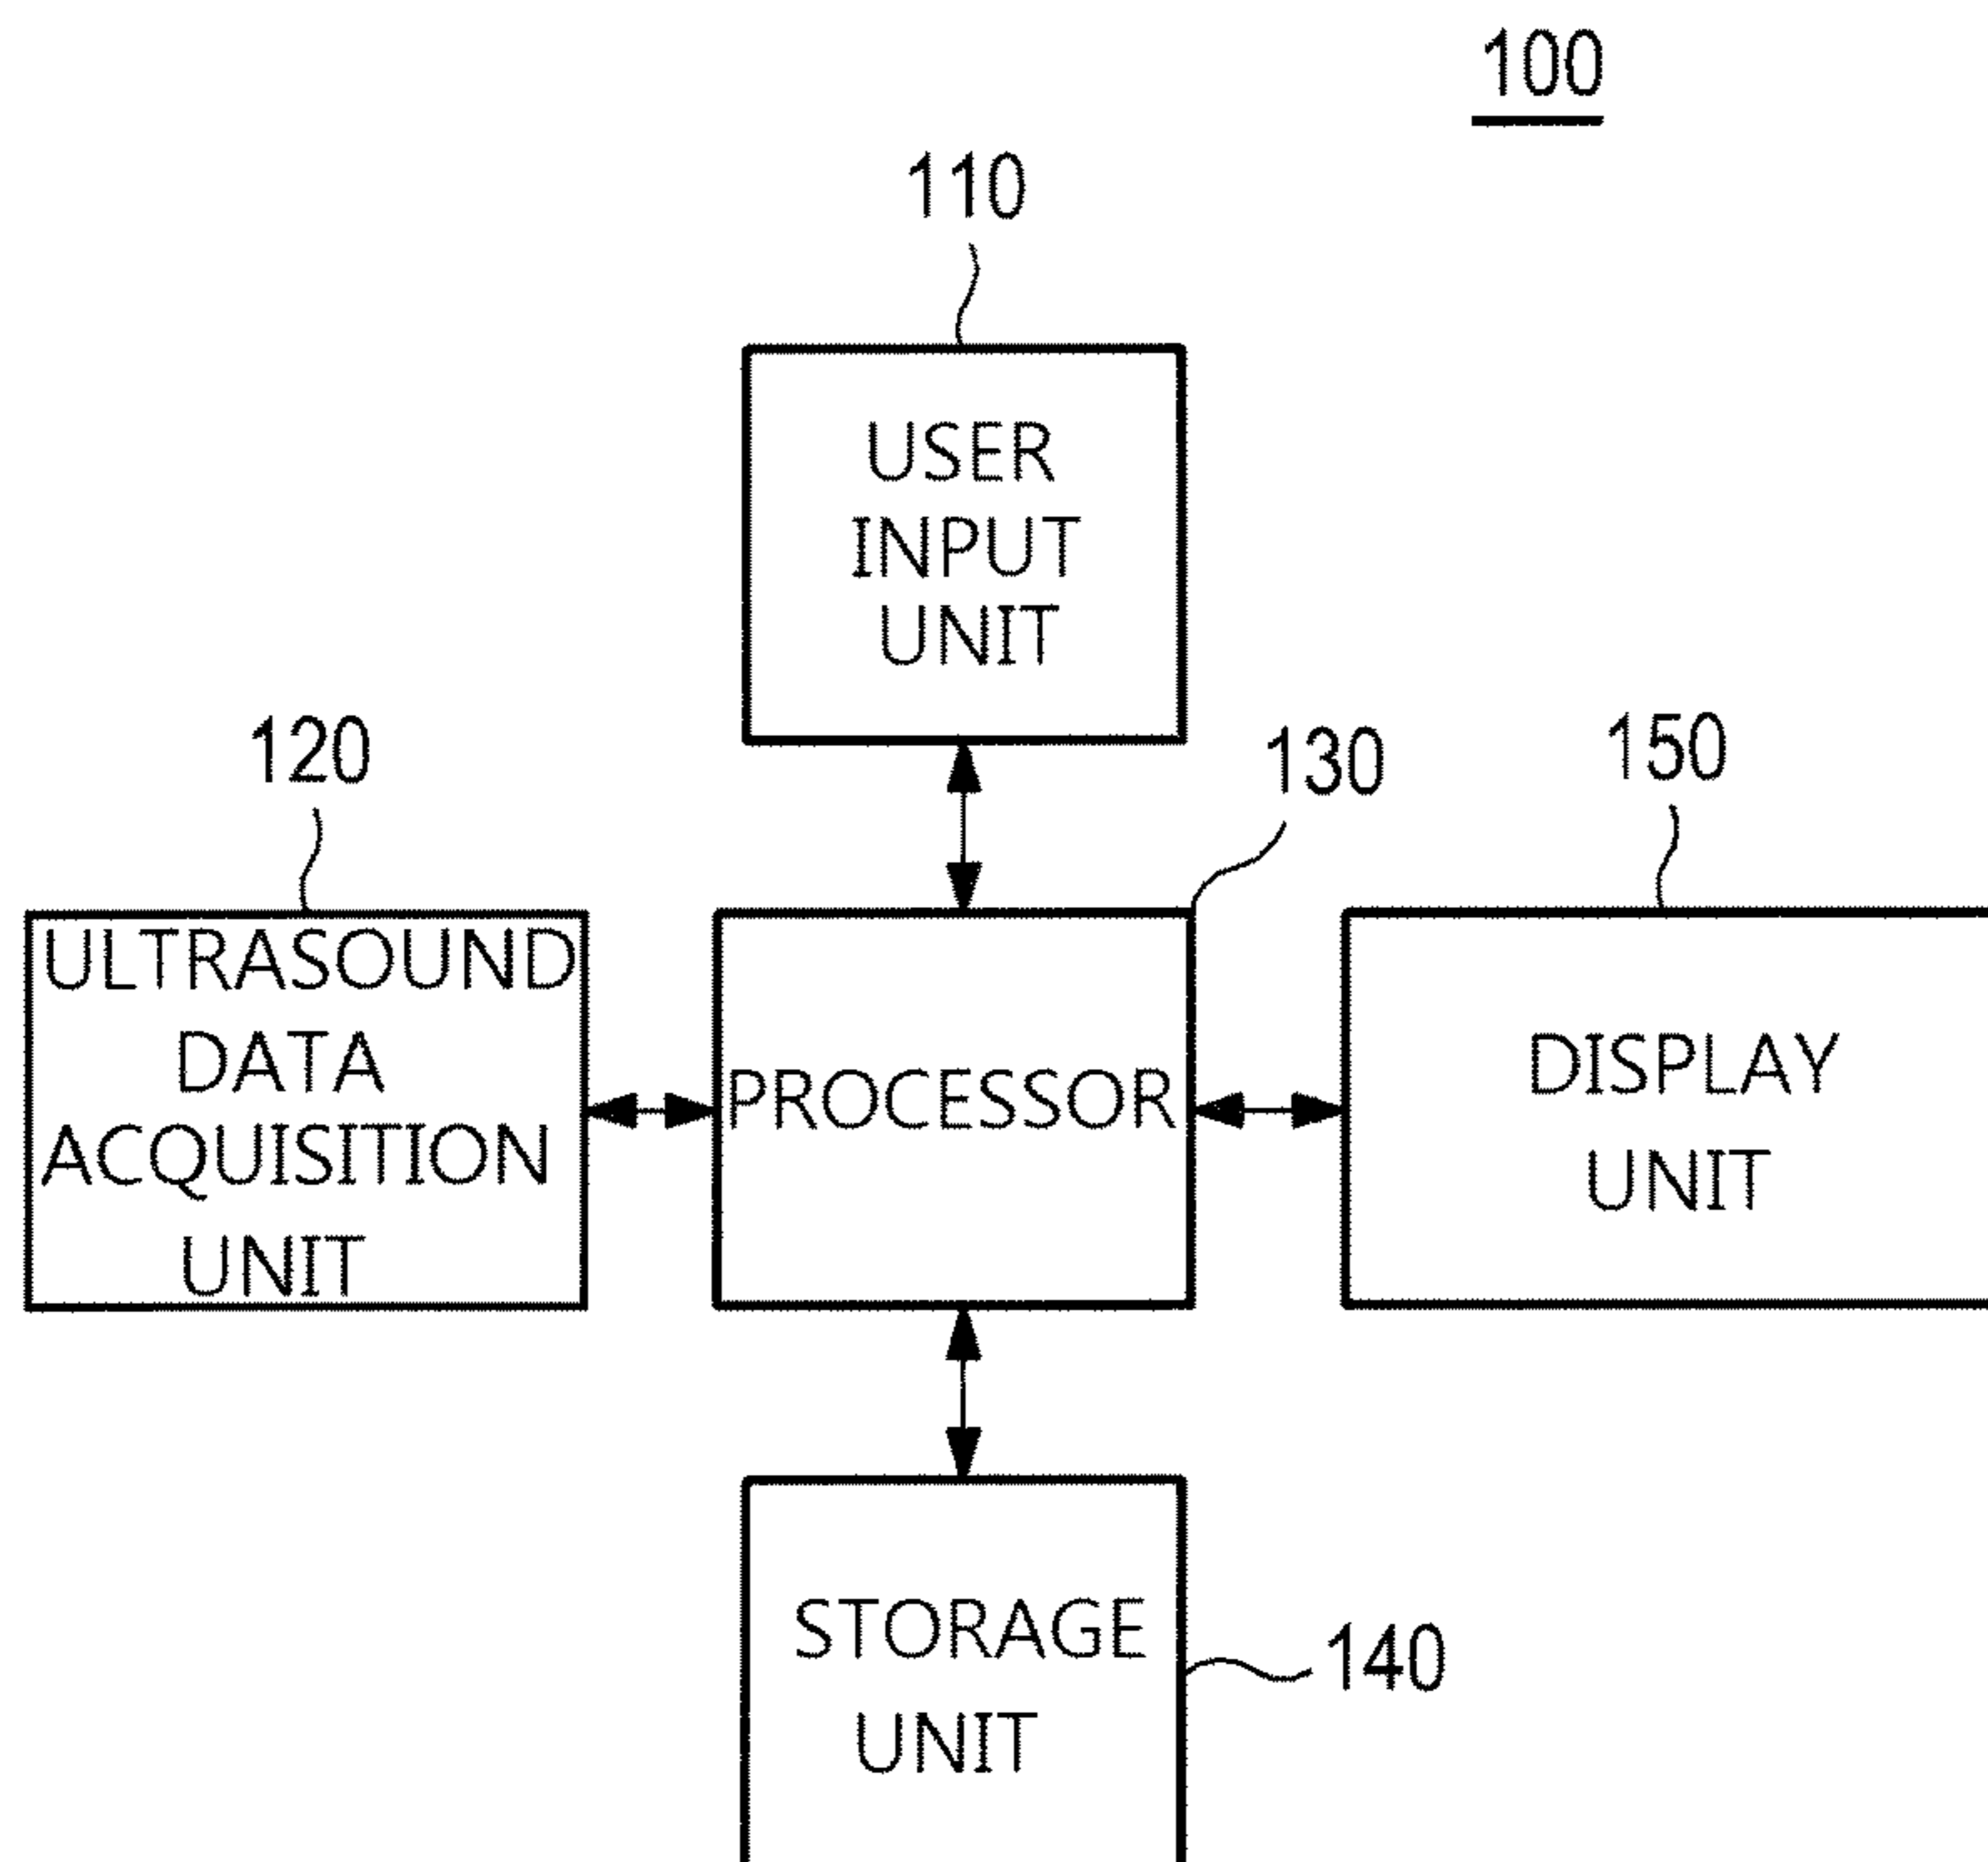 100
110
USER
INPUT
UNIT
120
130
150
ULTRASOUND
DATA
ACQUISITION
UNIT
PROCESSOR
DISPLAY
UNIT
STORAGE
UNIT
140